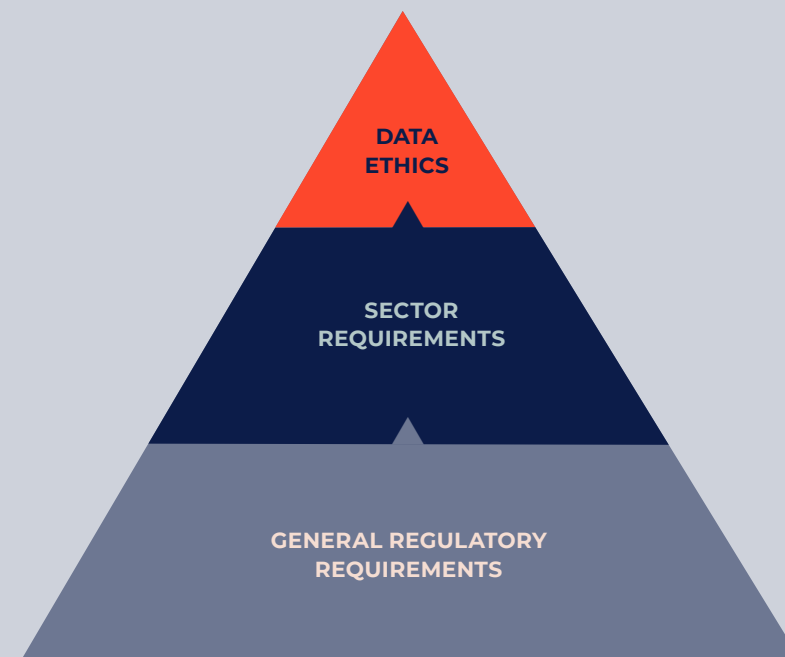 DATA
ETHICS
SECTOR
REQUIREMENTS
GENERAL REGULATORY
REQUIREMENTS